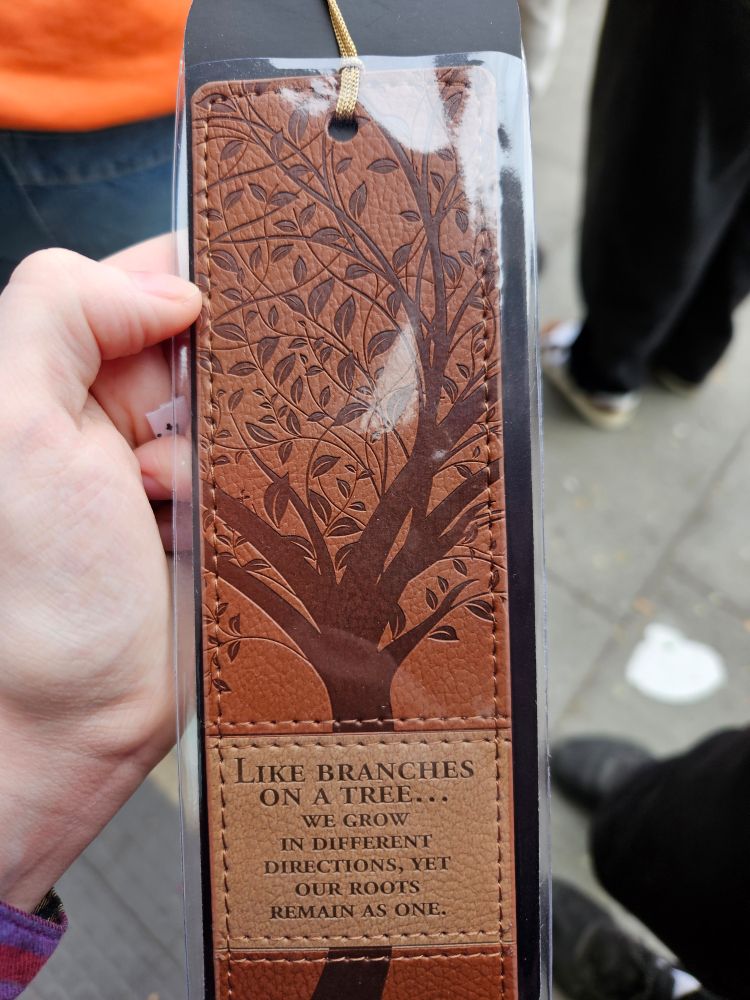 LIKE BRANCHES
ON A TREE...
WE GROW
IN DIFFERENT
DIRECTIONS, YET
OUR ROOTS
REMAIN AS ONE.